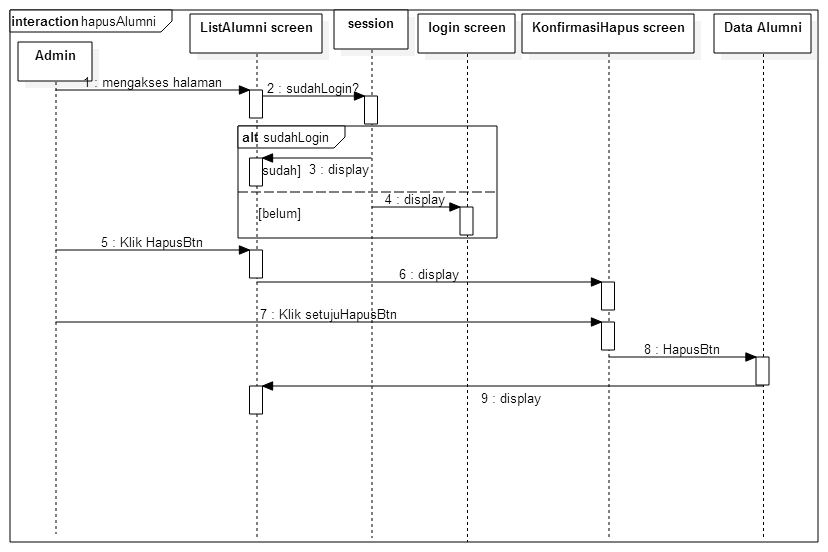 interaction hapusAlumni
ListAlumni screen
session
login screen
KonfirmasiHapus screen
Data Alumni
Admin
1 : mengakses halaman
2 : sudahLogin?
alt sudahLogin
sudah]
3 : display
4 : display
[belum]
5 : Klik HapusBtn
6 : display
7 : Klik setujuHapusBtn
8 : HapusBtn
9 : display